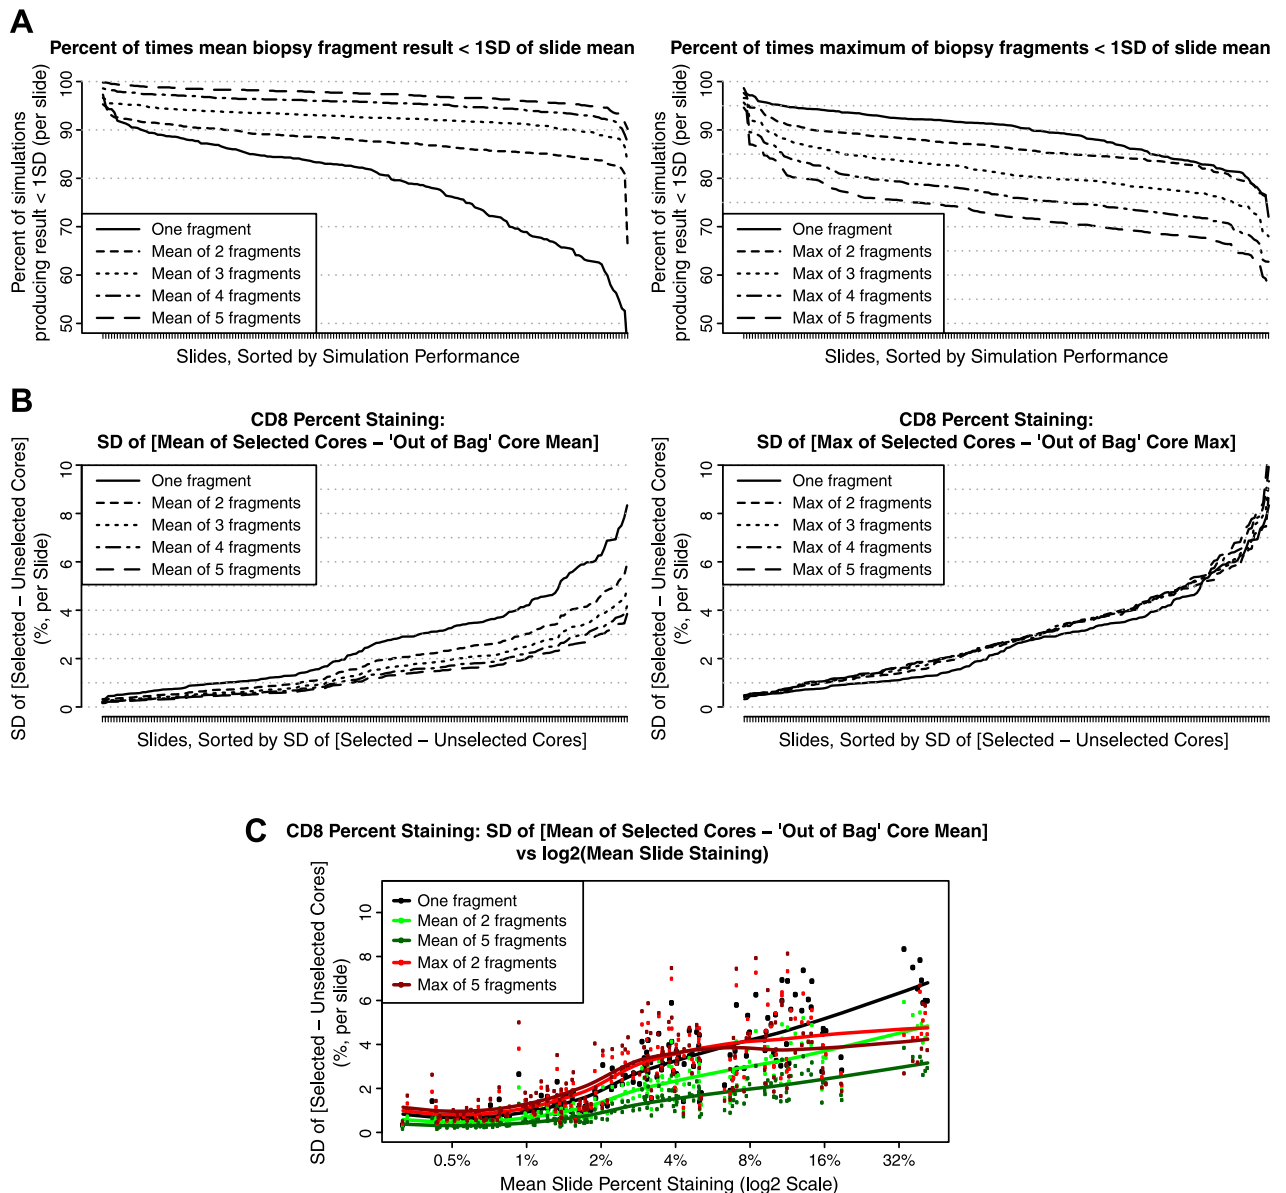 A
Percent of times mean biopsy fragment result < 1SD of slide mean
Percent of simulations
producing result < 1SD (per slide)
100
90
80
70
60
50
One fragment
Mean of 2 fragments
Mean of 3 fragments
Mean of 4 fragments
Mean of 5 fragments
Slides, Sorted by Simulation Performance
Percent of times maximum of biopsy fragments < 1SD of slide mean
Percent of simulations
producing result < 1SD (per slide)
100
90
80
70
60
50
One fragment
Max of 2 fragments
Max of 3 fragments
Max of 4 fragments
Max of 5 fragments
Slides, Sorted by Simulation Performance
B
CD8 Percent Staining:
SD of [Mean of Selected Cores – 'Out of Bag' Core Mean]
SD of [Selected – Unselected Cores]
(%, per Slide)
10
8
6
4
2
0
One fragment
Mean of 2 fragments
Mean of 3 fragments
Mean of 4 fragments
Mean of 5 fragments
Slides, Sorted by SD of [Selected – Unselected Cores]
CD8 Percent Staining:
SD of [Max of Selected Cores – 'Out of Bag' Core Max]
SD of [Selected – Unselected Cores]
(%, per Slide)
10
8
6
4
2
0
One fragment
Max of 2 fragments
Max of 3 fragments
Max of 4 fragments
Max of 5 fragments
Slides, Sorted by SD of [Selected – Unselected Cores]
C
CD8 Percent Staining: SD of [Mean of Selected Cores – 'Out of Bag' Core Mean]
vs log2(Mean Slide Staining)
SD of [Selected – Unselected Cores]
(%, per slide)
10
8
6
4
2
0
One fragment
Mean of 2 fragments
Mean of 5 fragments
Max of 2 fragments
Max of 5 fragments
0.5% 1% 2% 4% 8% 16% 32%
Mean Slide Percent Staining (log2 Scale)